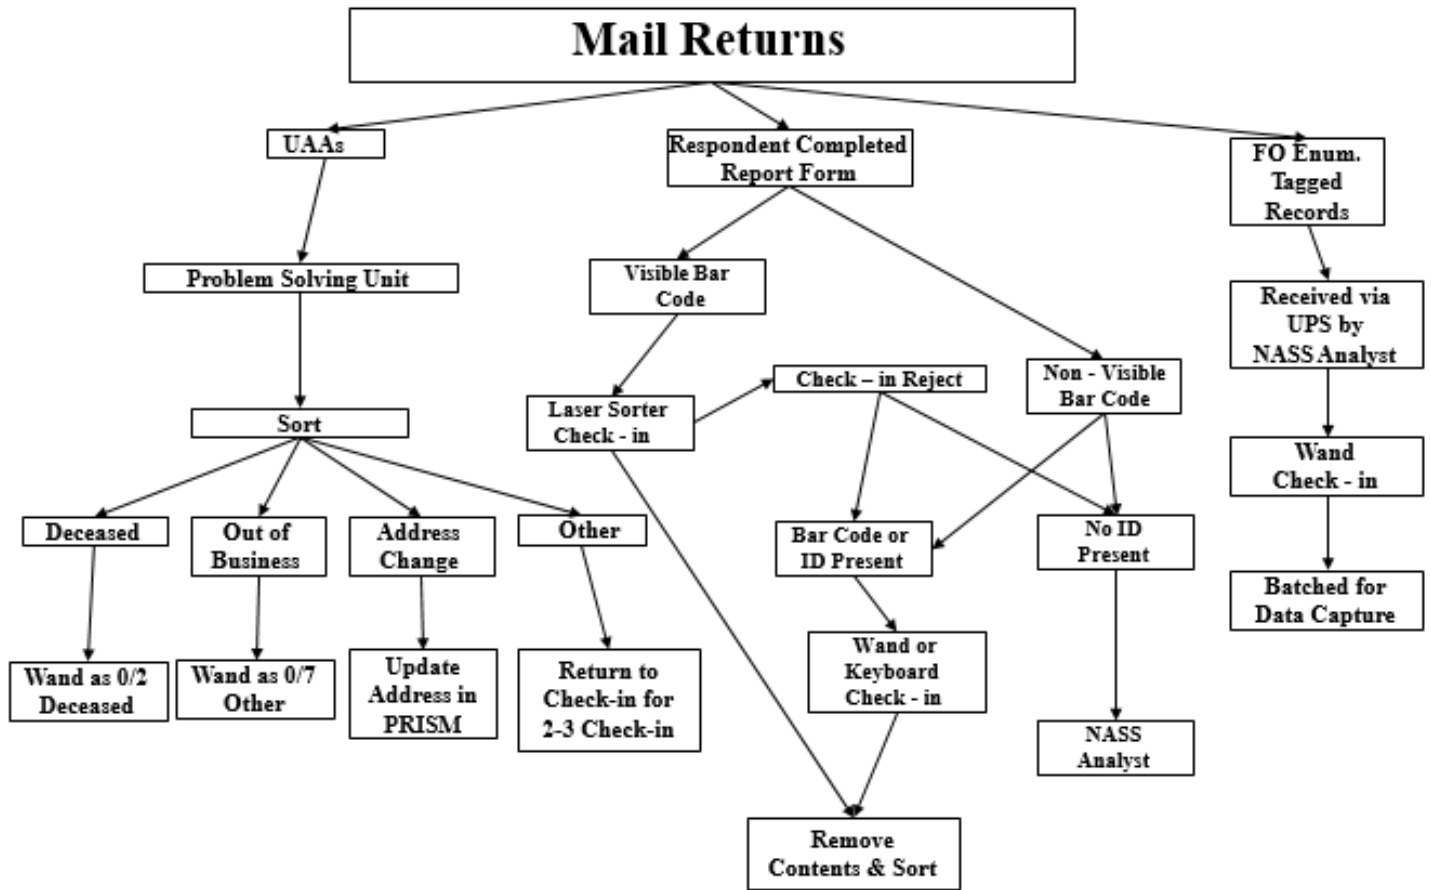 Mail Returns
UAAs
Respondent Completed
Report Form
FO Enum.
Tagged
Records
Problem Solving Unit
Visible Bar
Code
Received via
UPS by
NASS Analyst
Check – in Reject
Non - Visible
Bar Code
Laser Sorter
Check - in
Sort
Wand
Check - in
Deceased
Out of
Business
Address
Change
Other
Bar Code or
ID Present
No ID
Present
Batched for
Data Capture
Wand as 0/2
Deceased
Wand as 0/7
Other
Update
Address in
PRISM
Return to
Check-in for
2-3 Check-in
Wand or
Keyboard
Check - in
NASS
Analyst
Remove
Contents & Sort